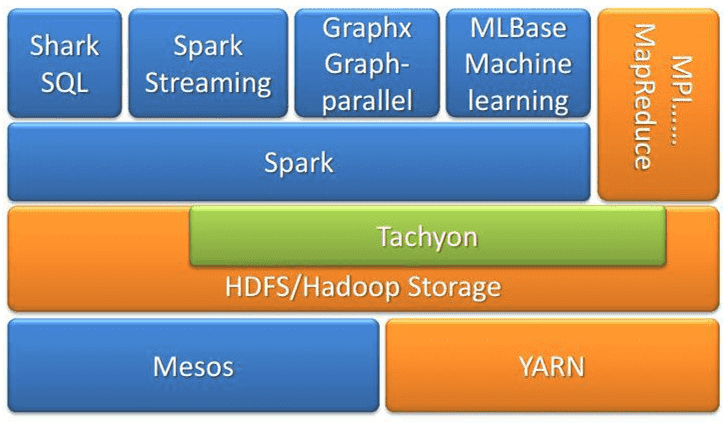 Shark
SQL
Spark
Streaming
Graphx
Graph-
parallel
MLBase
Machine
learning
MPI......
MapReduce
Spark
Tachyon
HDFS/Hadoop Storage
Mesos
YARN